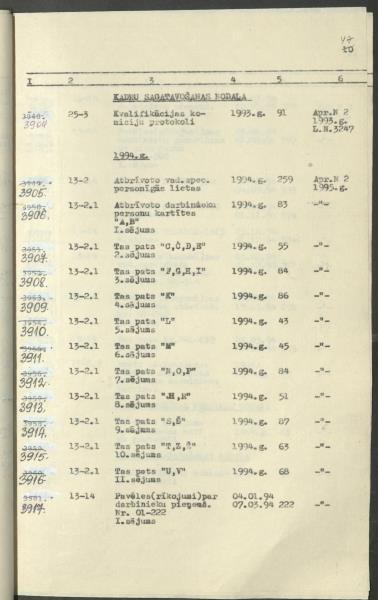 47
I 2 3 4 5 6
KADRU SAGATAVOŠANAS NODAĻA
3904 25-3 Kvalifikācijas ko- 1993.g. 91 Apr.N 2
misiju protokoli 1993.g.
L.N.3247
1994.g.
3905. 13-2 Atbrīvoto vad.spec. 1994.g. 259 Apr.N 2
personīgās lietas 1995.g.
3906. 13-2.1 Atbrīvoto darbinieku 1994.g. 83 -"-
personu kartītes
"A,B"
I.sējums
3907. 13-2.1 Tas pats "C,Č,D,E" 1994.g. 55 -"-
2.sējums
3908. 13-2.1 Tas pats "F,G,E,I" 1994.g. 84 -"-
3.sējums
3909. 13-2.1 Tas pats "K" 1994.g. 86 -"-
4.sējums
3910. 13-2.1 Tas pats "L" 1994.g. 43 -"-
5.sējums
3911. 13-2.1 Tas pats "M" 1994.g. 45 -"-
6.sējums
3912. 13-2.1 Tas pats "N,O,P" 1994.g. 84 -"-
7.sējums
3913. 13-2.1 Tas pats 1994.g. 51 -"-
8.sējums
3914. 13-2.1 Tas pats "S,Š" 1994.g. 87 -"-
9.sējums
3915. 13-2.1 Tas pats "T,Z,Ž" 1994.g. 63 -"-
10.sējums
3916. 13-2.1 Tas pats "U,V" 1994.g. 68 -"-
II.sējums
3917. 13-14 Pavēles(rīkojumi)par 04.01.94
darbinieku pieņemš. 07.03.94 222 -"-
Nr. 01-222
I.sējums